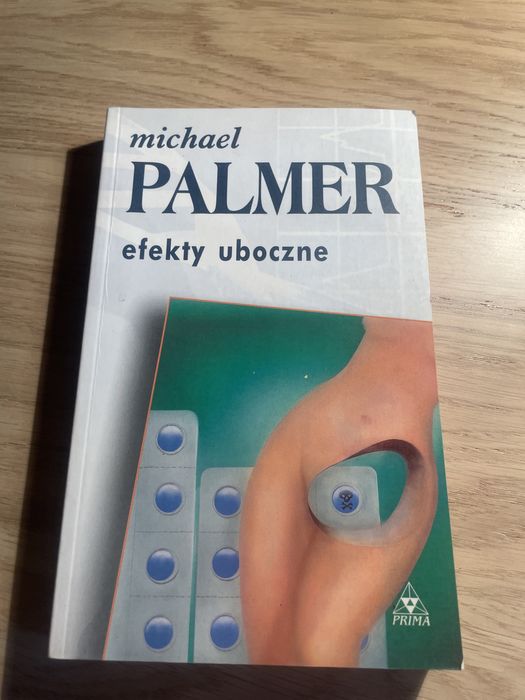 michael
PALMER
efekty uboczne
PRIMA